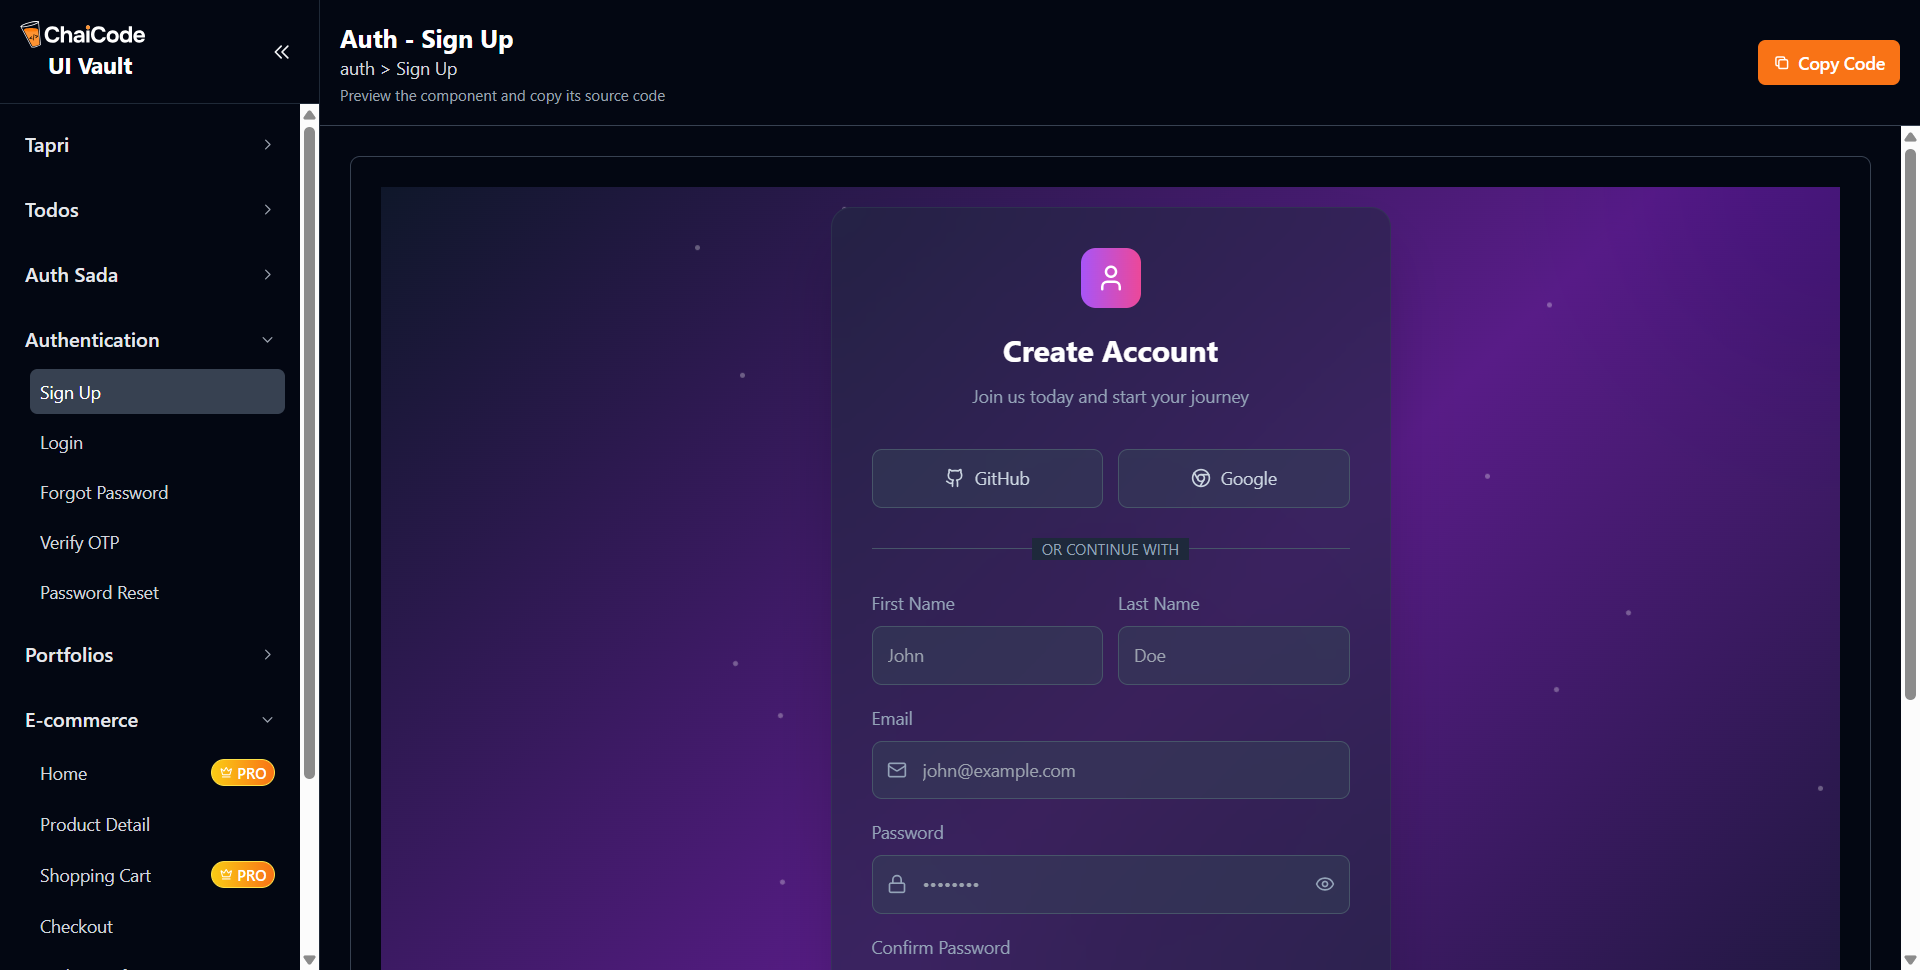 ChaiCode
UI Vault
Tapri
Todos
Auth Sada
Authentication
Sign Up
Login
Forgot Password
Verify OTP
Password Reset
Portfolios
E-commerce
Home PRO
Product Detail
Shopping Cart PRO
Checkout
Auth - Sign Up
auth > Sign Up
Preview the component and copy its source code
Copy Code
Create Account
Join us today and start your journey
GitHub Google
OR CONTINUE WITH
First Name Last Name
John Doe
Email
john@example.com
Password
••••••••
Confirm Password